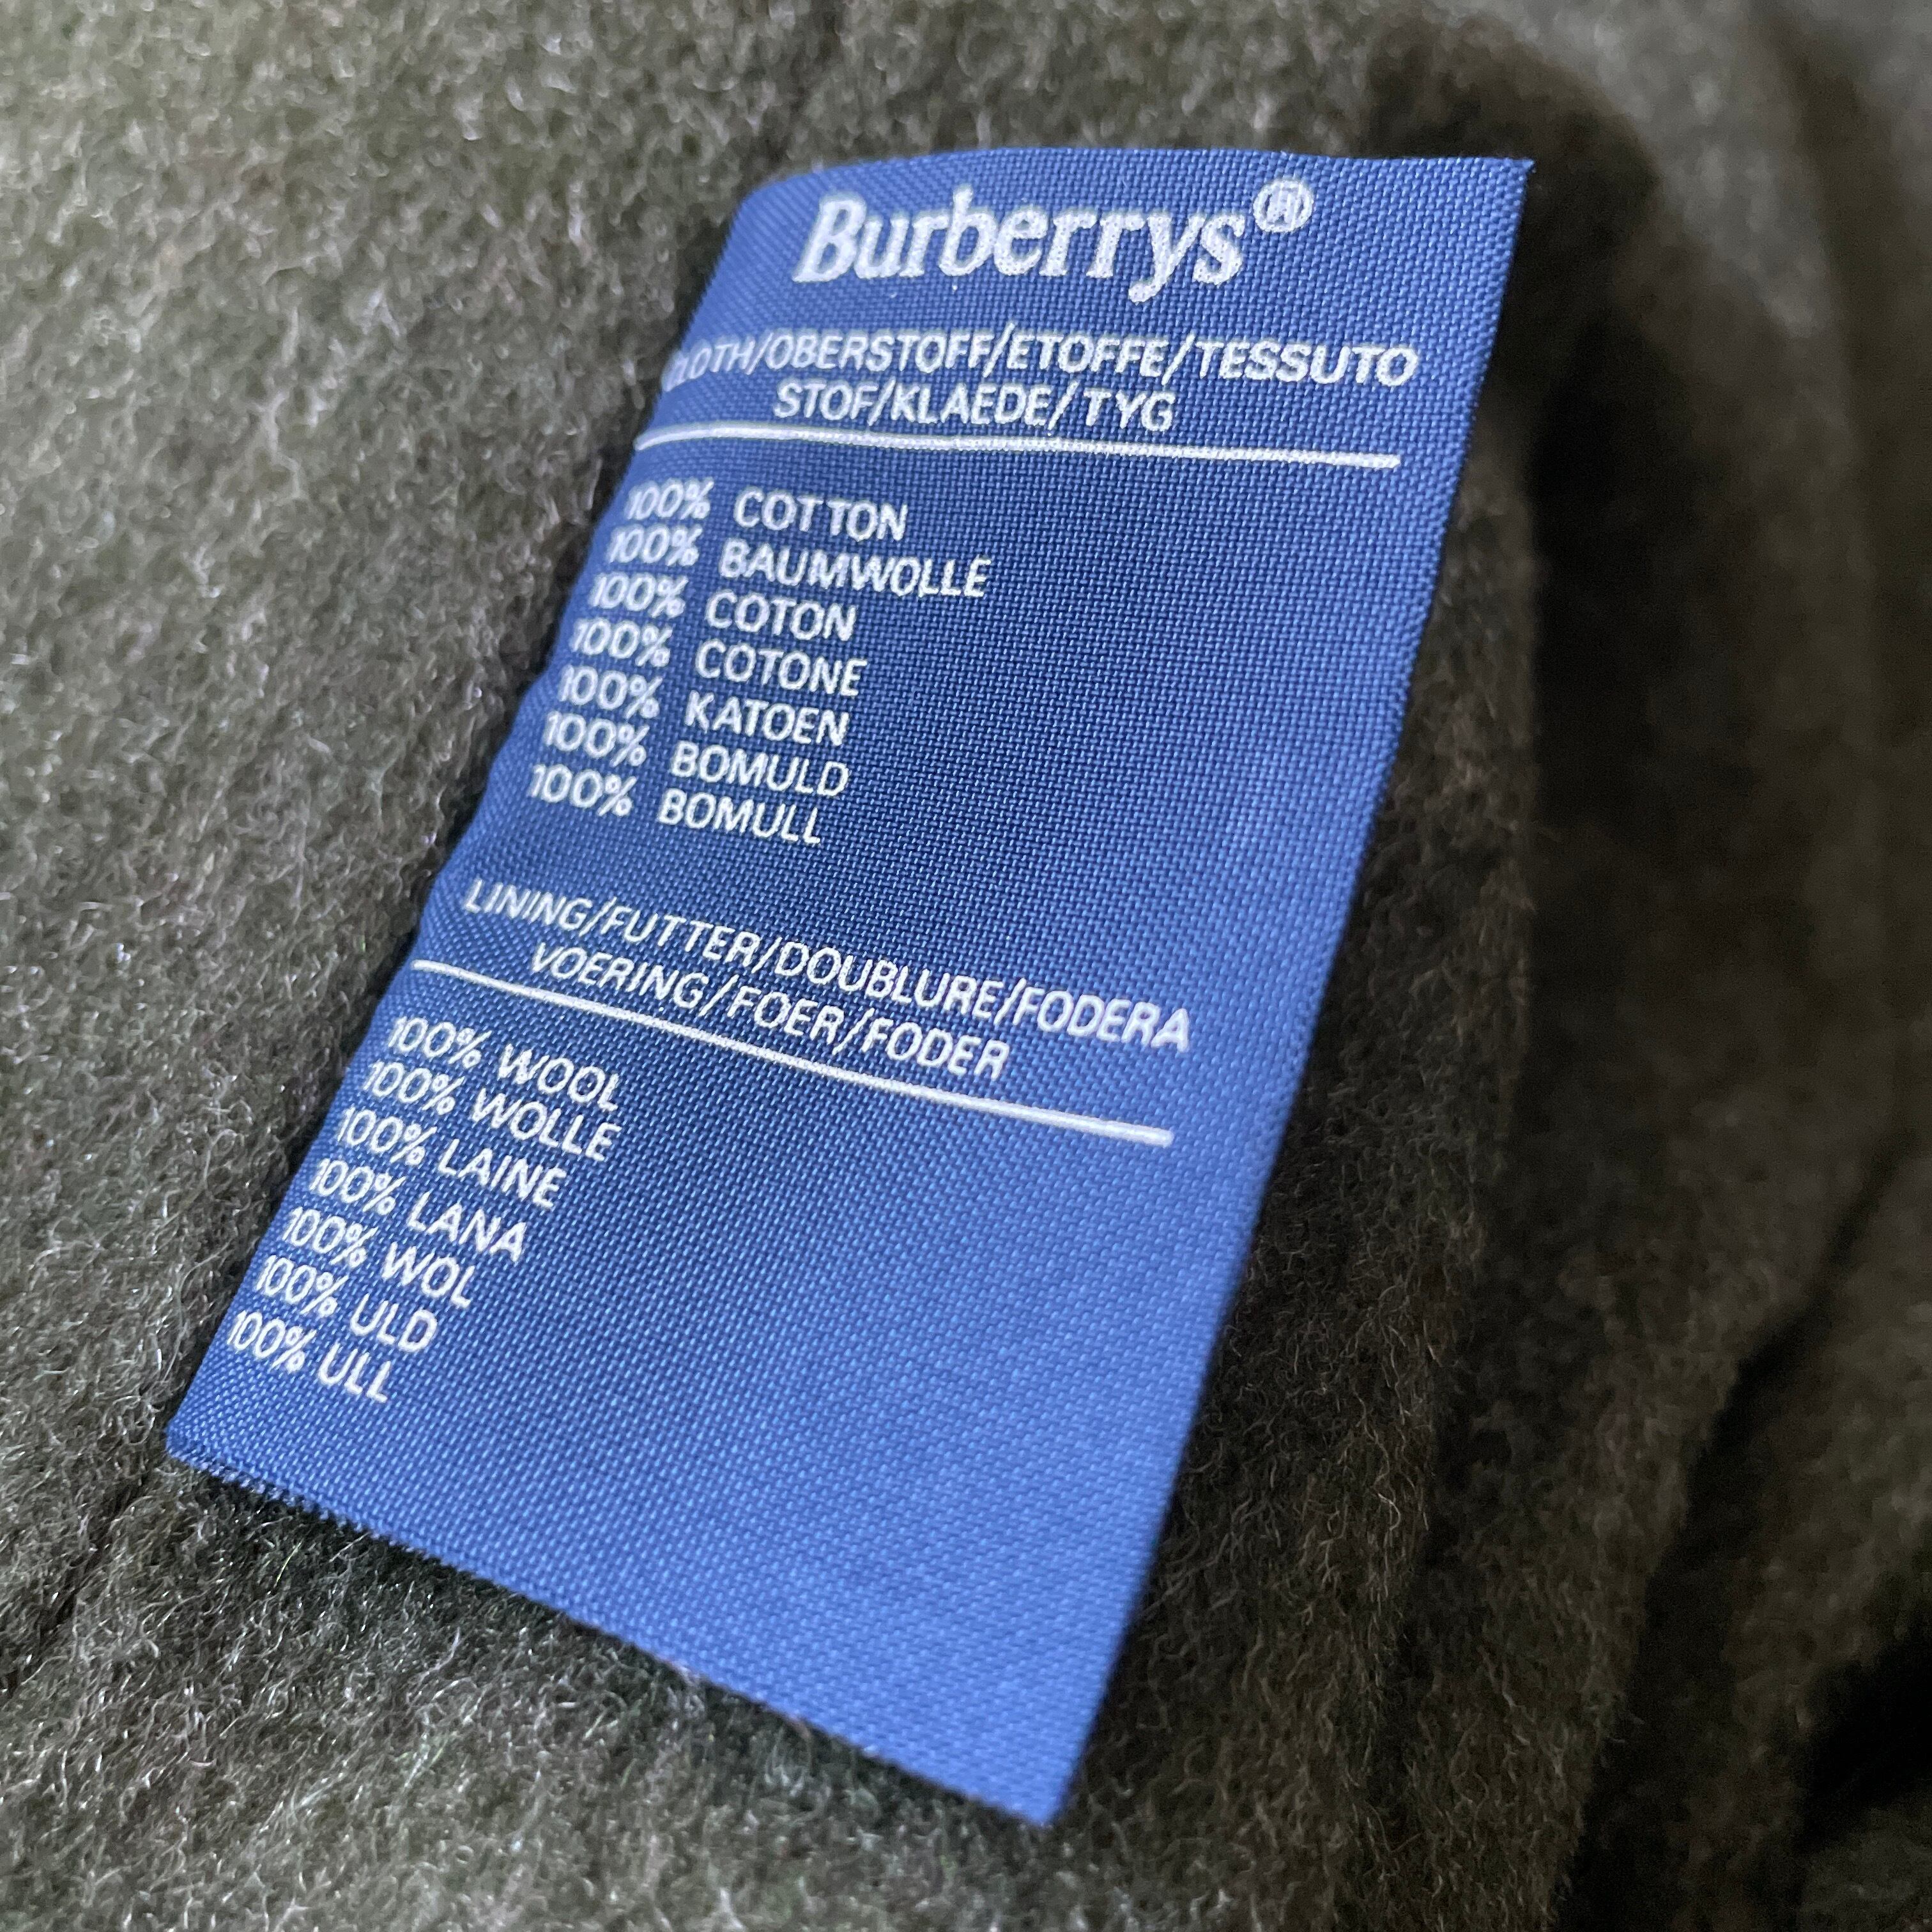 Burberrys®
CLOTH/OBERSTOFF/ETOFFE/TESSUTO
STOF/KLAEDE/TYG
100% COTTON
100% BAUMWOLLE
100% COTON
100% COTONE
100% KATOEN
100% BOMULD
100% BOMULL
LINING/FUTTER/DOUBLURE/FODERA
VOERING/FOER/FODER
100% WOOL
100% WOLLE
100% LAINE
100% LANA
100% WOL
100% ULD
100% ULL